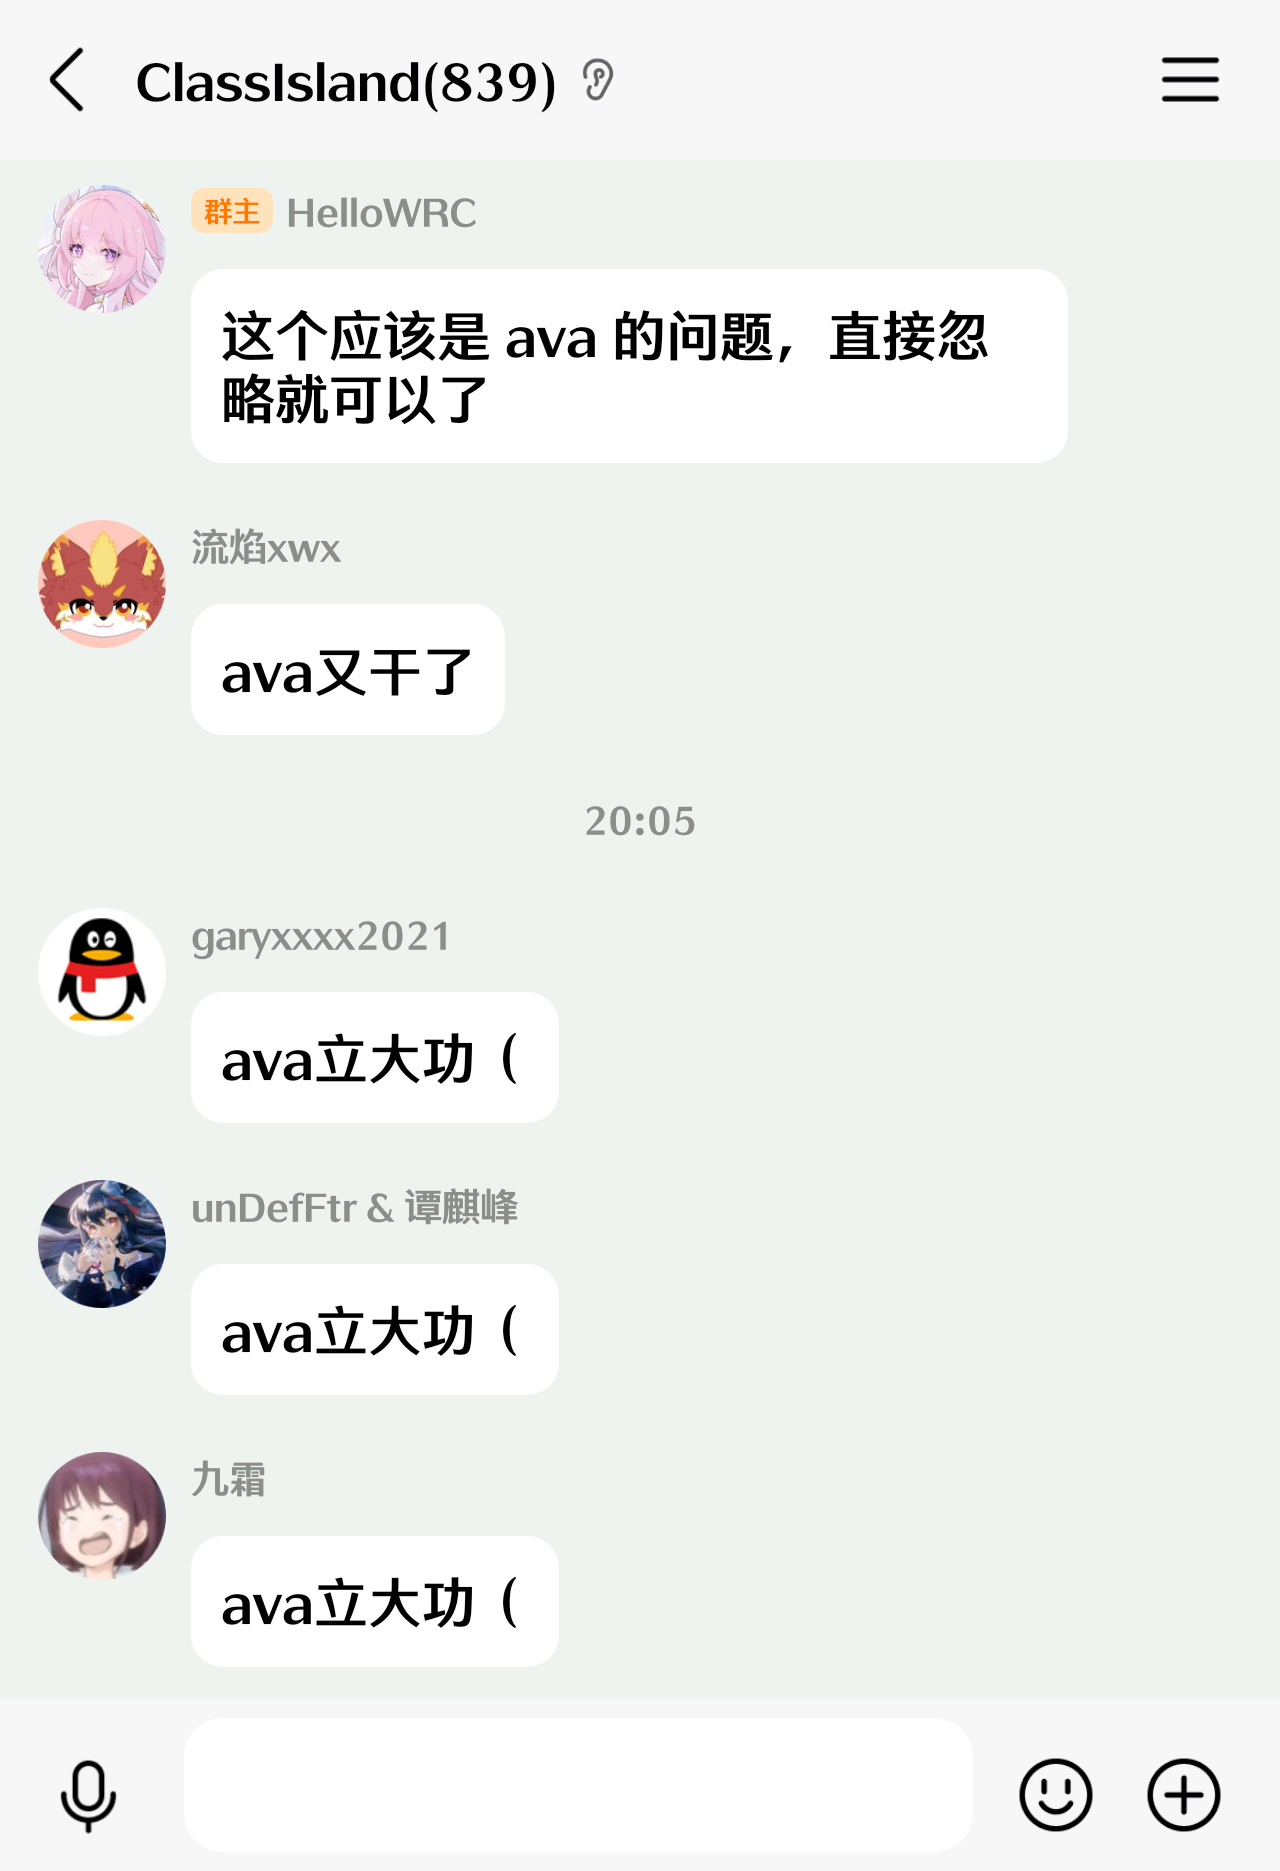 ClassIsland(839)
群主 HelloWRC
这个应该是 ava 的问题，直接忽
略就可以了
流焰xwx
ava又干了
20:05
garyxxxx2021
ava立大功（
unDefFtr & 谭麒峰
ava立大功（
九霜
ava立大功（